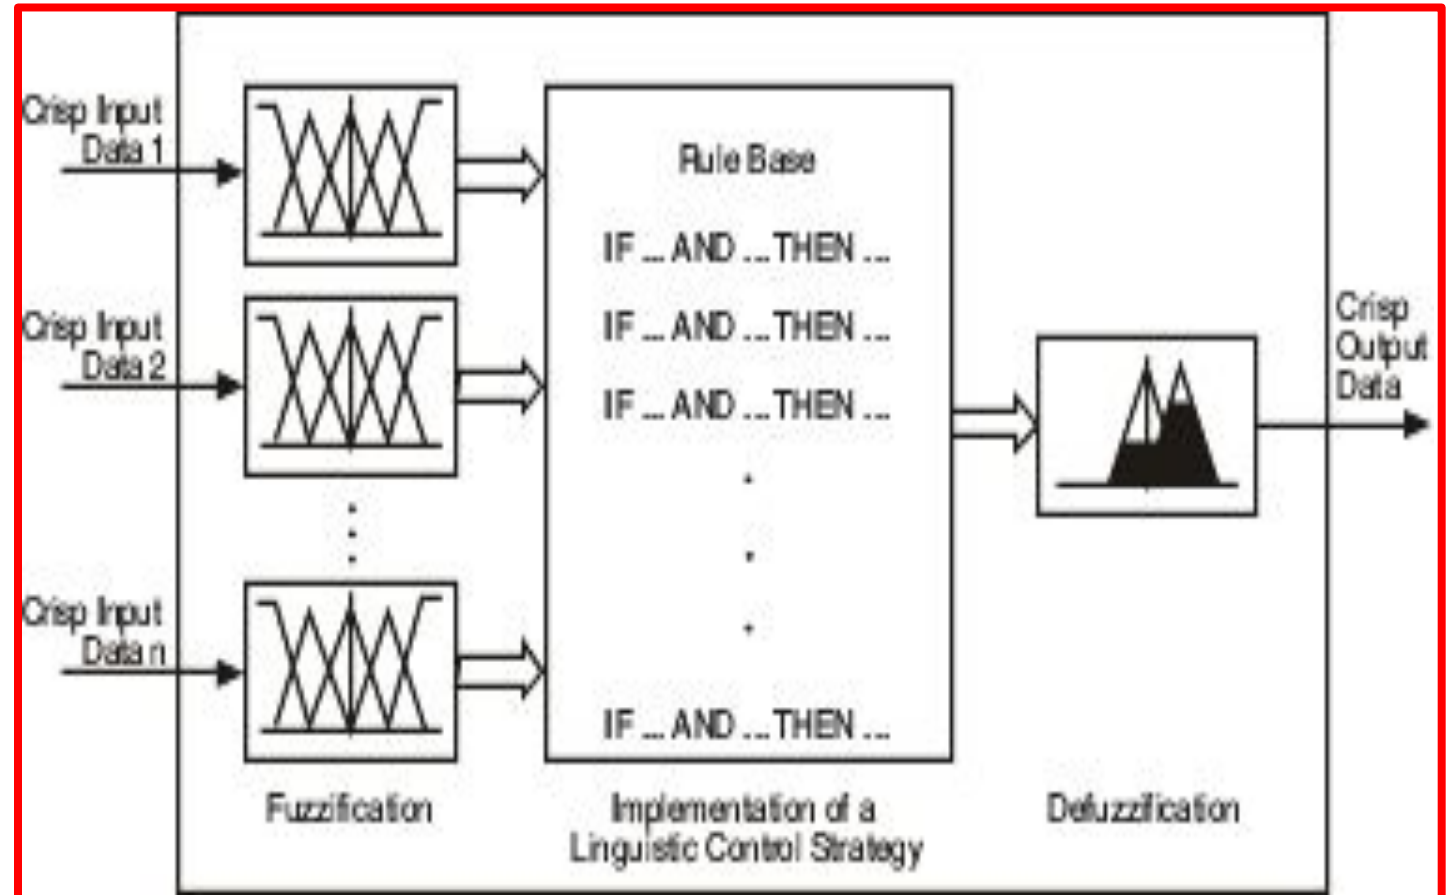 Crisp Input
Data 1
Crisp Input
Data 2
Crisp Input
Data n
Fuzzification
Rule Base
IF ... AND ... THEN ...
IF ... AND ... THEN ...
IF ... AND ... THEN ...
IF ... AND ... THEN ...
Implementation of a
Linguistic Control Strategy
Defuzzification
Crisp
Output
Data